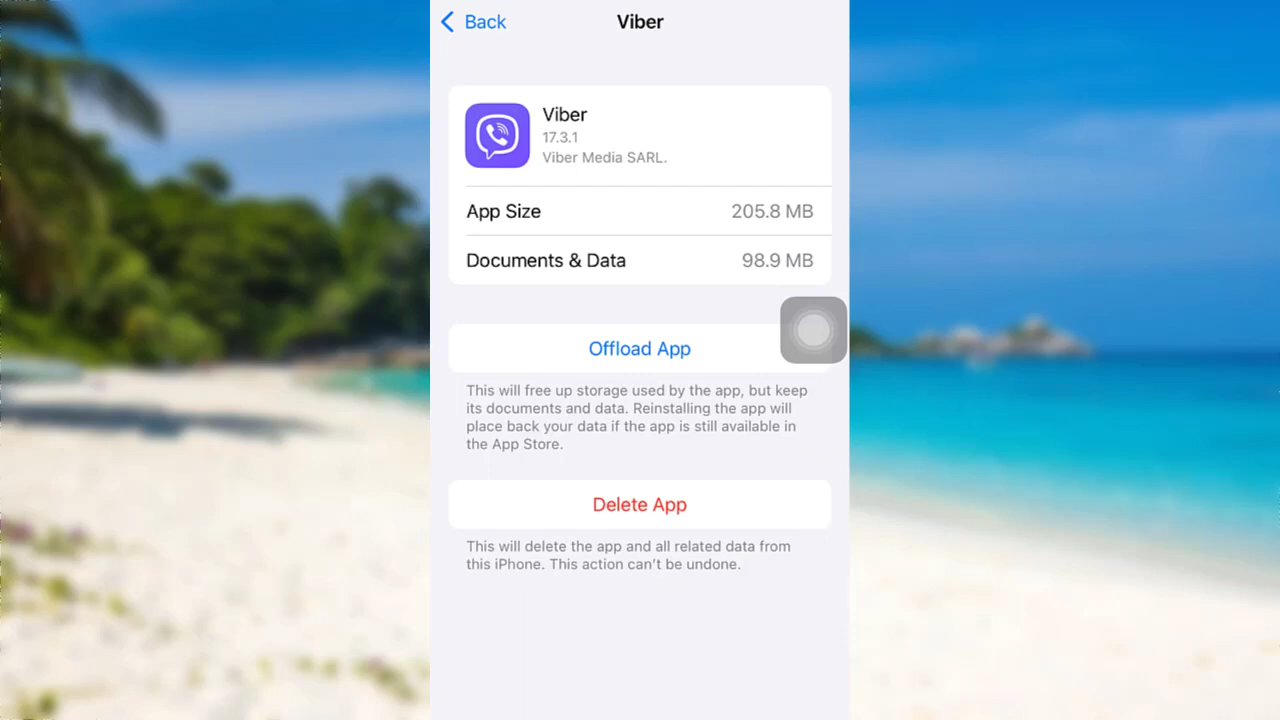 Back
Viber
Viber
17.3.1
Viber Media SARL.
App Size 205.8 MB
Documents & Data 98.9 MB
Offload App
This will free up storage used by the app, but keep
its documents and data. Reinstalling the app will
place back your data if the app is still available in
the App Store.
Delete App
This will delete the app and all related data from
this iPhone. This action can't be undone.